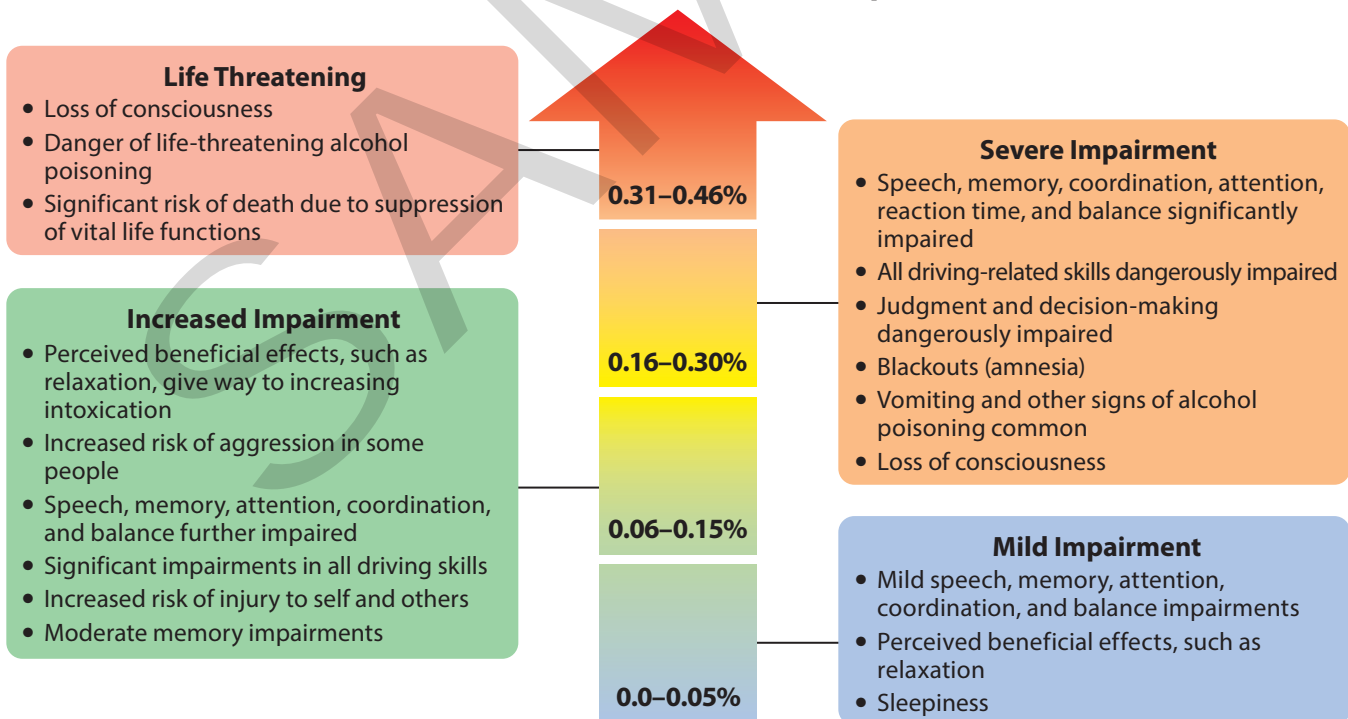 Life Threatening
• Loss of consciousness
• Danger of life-threatening alcohol
poisoning
• Significant risk of death due to suppression
of vital life functions
0.31–0.46%
Severe Impairment
• Speech, memory, coordination, attention,
reaction time, and balance significantly
impaired
• All driving-related skills dangerously impaired
• Judgment and decision-making
dangerously impaired
• Blackouts (amnesia)
• Vomiting and other signs of alcohol
poisoning common
• Loss of consciousness
0.16–0.30%
Increased Impairment
• Perceived beneficial effects, such as
relaxation, give way to increasing
intoxication
• Increased risk of aggression in some
people
• Speech, memory, attention, coordination,
and balance further impaired
• Significant impairments in all driving skills
• Increased risk of injury to self and others
• Moderate memory impairments
0.06–0.15%
Mild Impairment
• Mild speech, memory, attention,
coordination, and balance impairments
• Perceived beneficial effects, such as
relaxation
• Sleepiness
0.0–0.05%